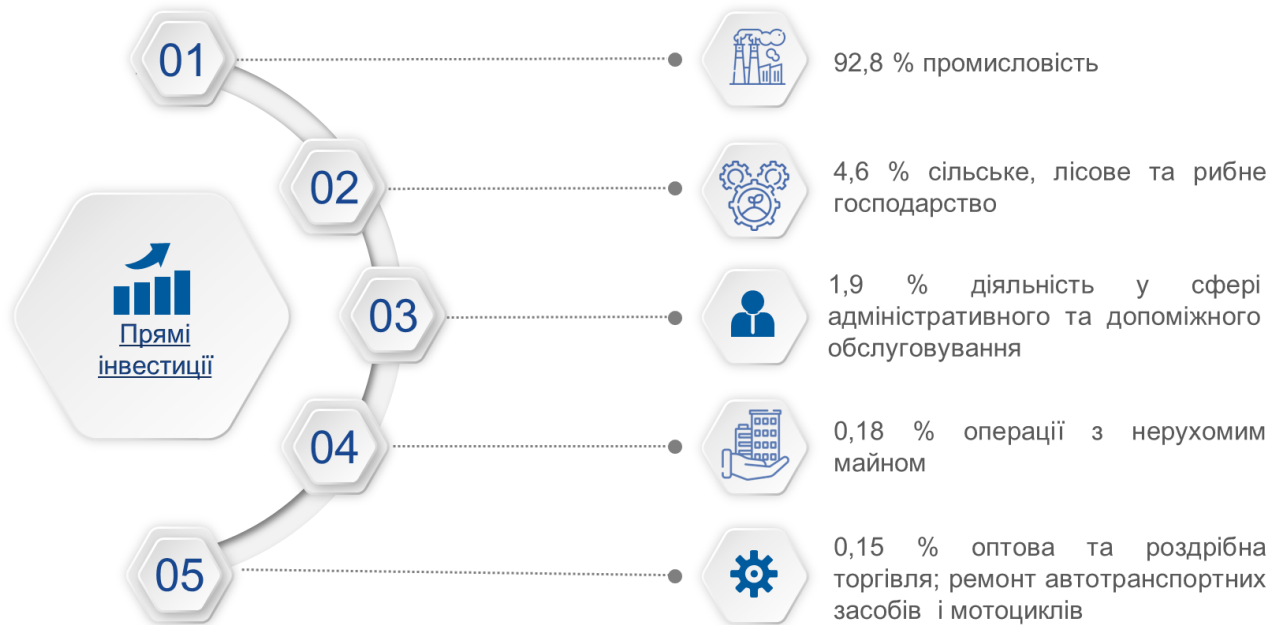 Прямі
інвестиції
01
92,8 % промисловість
02
4,6 % сільське, лісове та рибне
господарство
03
1,9 % діяльність у сфері
адміністративного та допоміжного
обслуговування
04
0,18 % операції з нерухомим
майном
05
0,15 % оптова та роздрібна
торгівля; ремонт автотранспортних
засобів і мотоциклів